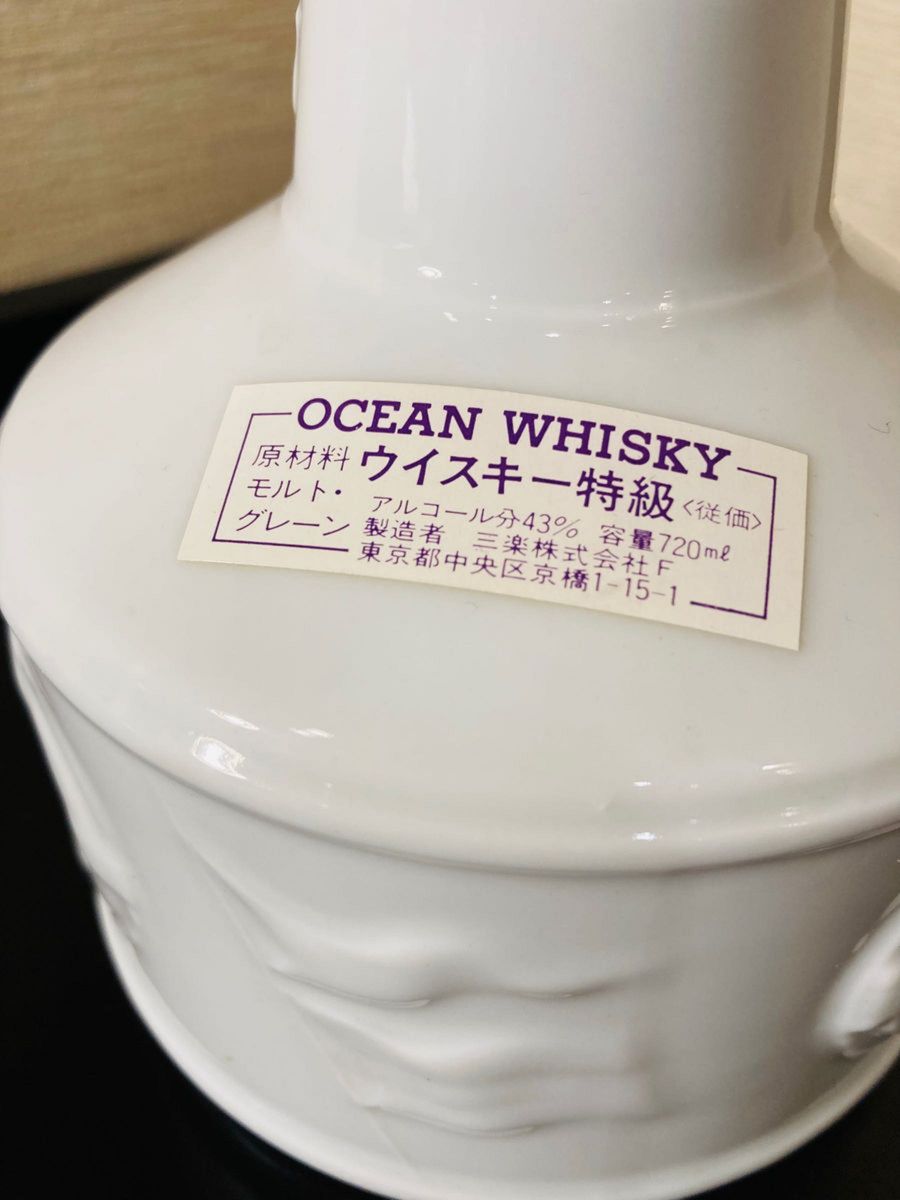 OCEAN WHISKY
原材料 ウイスキー特級〈従価〉
モルト・ アルコール分43% 容量720ml
グレーン 製造者 三楽株式会社F
東京都中央区京橋1-15-1